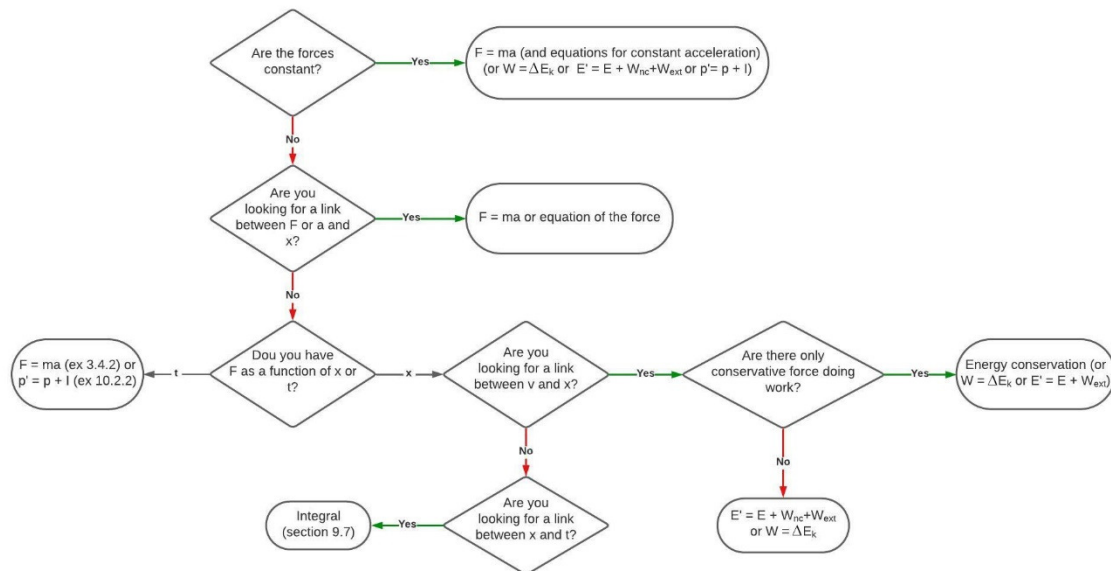 Are the forces
constant?
Yes
F = ma (and equations for constant acceleration)
(or W = ΔEₖ or E' = E + Wnc+Wext or p'= p + I)
No
Are you
looking for a link
between F or a and
x?
Yes
F = ma or equation of the force
No
F = ma (ex 3.4.2) or
p' = p + I (ex 10.2.2)
t
Dou you have
F as a function of x or
t?
x
Are you
looking for a link
between v and x?
Yes
Are there only
conservative force doing
work?
Yes
Energy conservation (or
W = ΔEₖ or E' = E + Wext)
No
No
Integral
(section 9.7)
Yes
Are you
looking for a link
between x and t?
E' = E + Wnc+Wext
or W = ΔEₖ